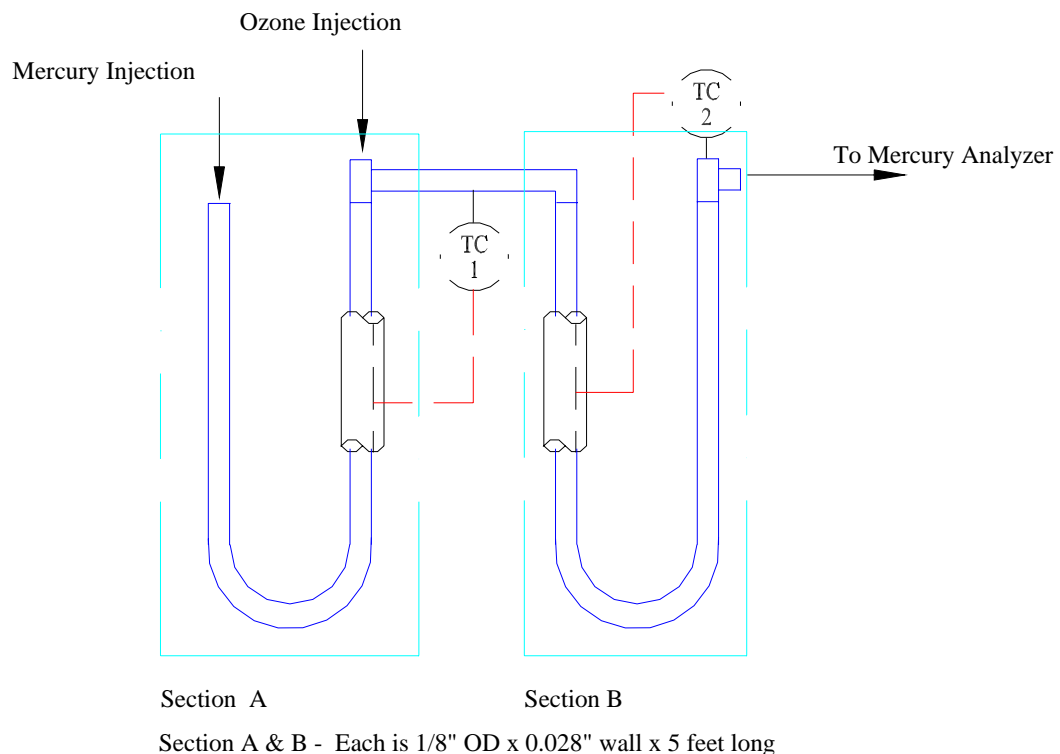 Ozone Injection
Mercury Injection
TC
2
To Mercury Analyzer
TC
1
Section A
Section B
Section A & B - Each is 1/8" OD x 0.028" wall x 5 feet long